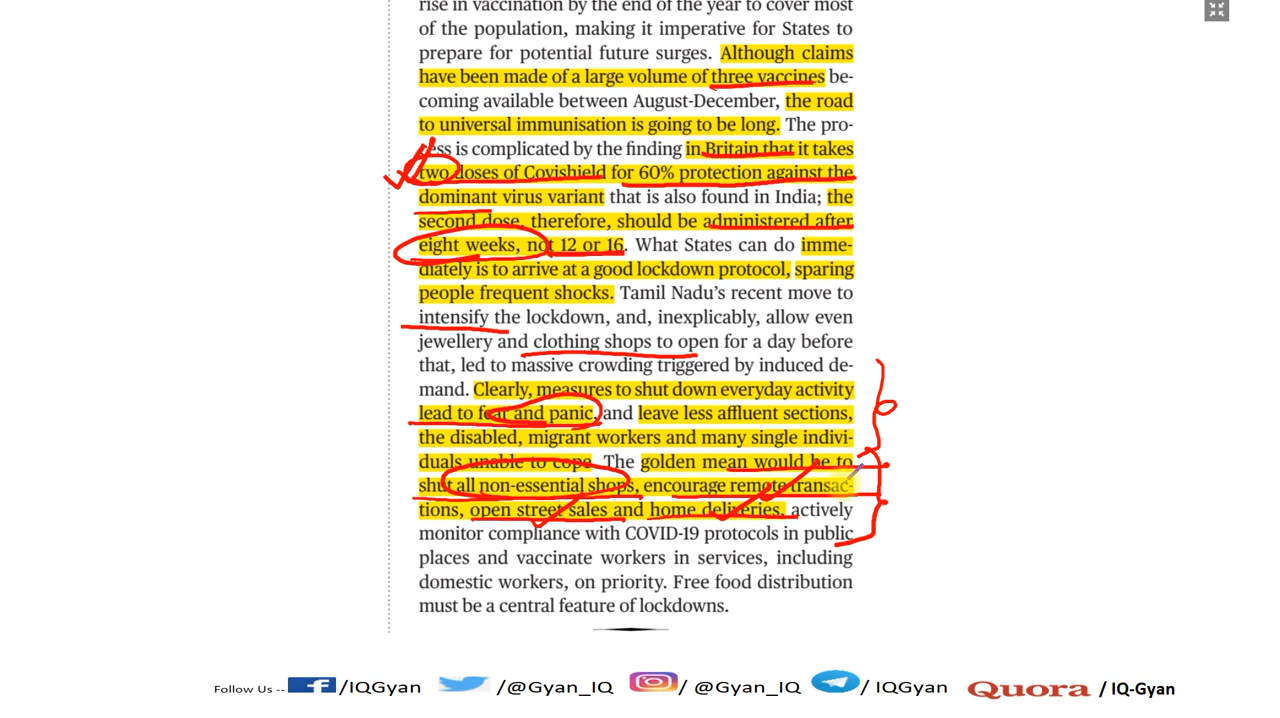 rise in vaccination by the end of the year to cover most
of the population, making it imperative for States to
prepare for potential future surges. Although claims
have been made of a large volume of three vaccines be-
coming available between August-December, the road
to universal immunisation is going to be long. The pro-
cess is complicated by the finding in Britain that it takes
two doses of Covishield for 60% protection against the
dominant virus variant that is also found in India; the
second dose, therefore, should be administered after
eight weeks, not 12 or 16. What States can do imme-
diately is to arrive at a good lockdown protocol, sparing
people frequent shocks. Tamil Nadu's recent move to
intensify the lockdown, and, inexplicably, allow even
jewellery and clothing shops to open for a day before
that, led to massive crowding triggered by induced de-
mand. Clearly, measures to shut down everyday activity
lead to fear and panic, and leave less affluent sections,
the disabled, migrant workers and many single indivi-
duals unable to cope. The golden mean would be to
shut all non-essential shops, encourage remote transac-
tions, open street sales and home deliveries, actively
monitor compliance with COVID-19 protocols in public
places and vaccinate workers in services, including
domestic workers, on priority. Free food distribution
must be a central feature of lockdowns.
Follow Us -- f /IQGyan /@Gyan_IQ / @Gyan_IQ / IQGyan Quora / IQ-Gyan